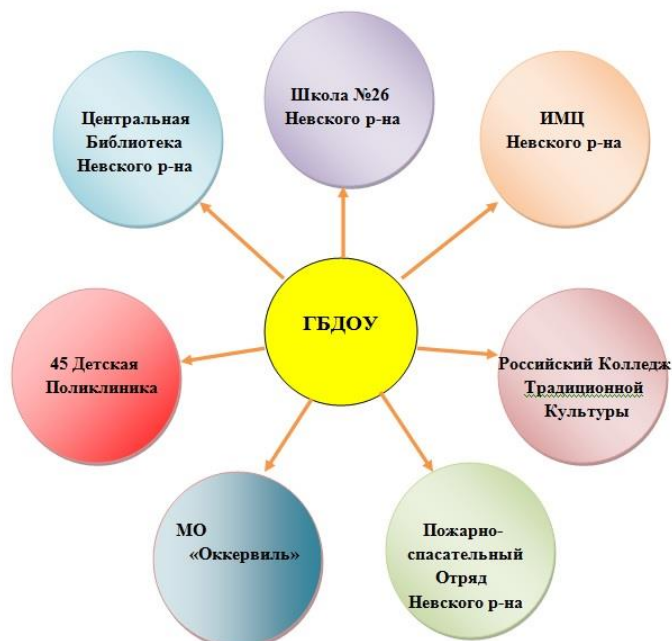 Школа №26
Невского р-на
Центральная
Библиотека
Невского р-на
ИМЦ
Невского р-на
ГБДОУ
45 Детская
Поликлиника
Российский Колледж
Традиционной
Культуры
МО
«Оккервиль»
Пожарно-
спасательный
Отряд
Невского р-на